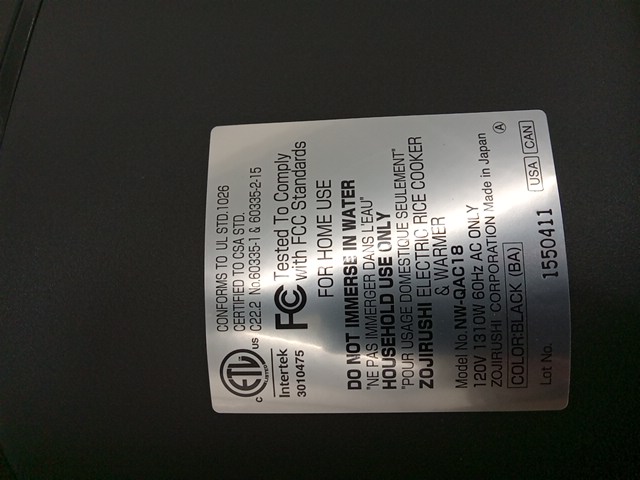 CONFORMS TO UL STD.1026
CERTIFIED TO CSA STD.
C22.2 No.60335-1 & 60335-2-15
C ETL US
Intertek
3010475
FC Tested To Comply
with FCC Standards
FOR HOME USE
DO NOT IMMERSE IN WATER
"NE PAS IMMERGER DANS L'EAU"
HOUSEHOLD USE ONLY
"POUR USAGE DOMESTIQUE SEULEMENT"
ZOJIRUSHI ELECTRIC RICE COOKER
& WARMER
Model No. NW-QAC18
120V 1310W 60Hz AC ONLY
ZOJIRUSHI CORPORATION Made in Japan
COLORBLACK (BA) A
Lot No. 1550411 USA CAN